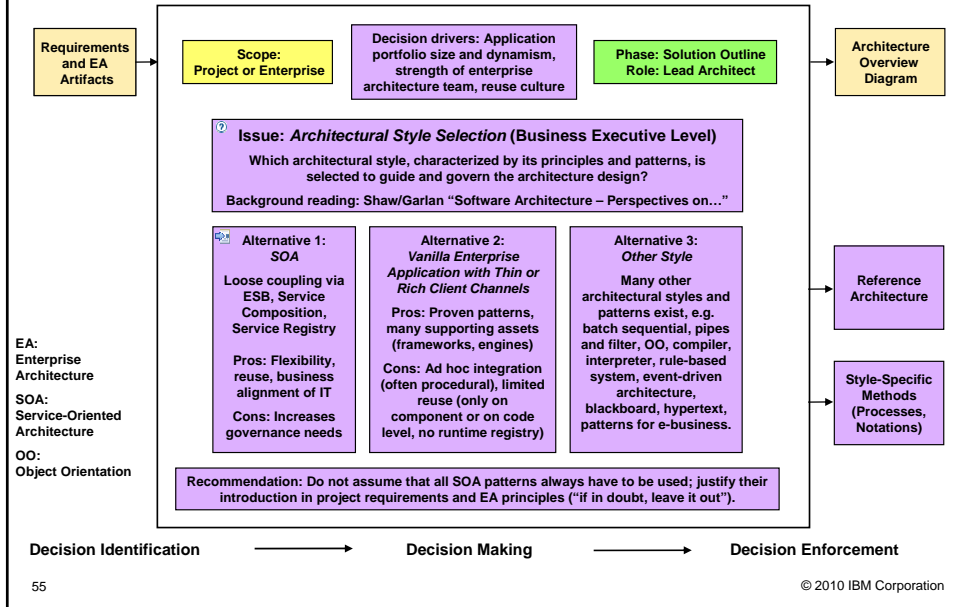 Requirements
and EA
Artifacts
Scope:
Project or Enterprise
Decision drivers: Application
portfolio size and dynamism,
strength of enterprise
architecture team, reuse culture
Phase: Solution Outline
Role: Lead Architect
Architecture
Overview
Diagram
Issue: Architectural Style Selection (Business Executive Level)
Which architectural style, characterized by its principles and patterns, is
selected to guide and govern the architecture design?
Background reading: Shaw/Garlan “Software Architecture – Perspectives on…”
Alternative 1:
SOA
Loose coupling via
ESB, Service
Composition,
Service Registry
Pros: Flexibility,
reuse, business
alignment of IT
Cons: Increases
governance needs
Alternative 2:
Vanilla Enterprise
Application with Thin or
Rich Client Channels
Pros: Proven patterns,
many supporting assets
(frameworks, engines)
Cons: Ad hoc integration
(often procedural), limited
reuse (only on
component or on code
level, no runtime registry)
Alternative 3:
Other Style
Many other
architectural styles and
patterns exist, e.g.
batch sequential, pipes
and filter, OO, compiler,
interpreter, rule-based
system, event-driven
architecture,
blackboard, hypertext,
patterns for e-business.
Reference
Architecture
Style-Specific
Methods
(Processes,
Notations)
EA:
Enterprise
Architecture
SOA:
Service-Oriented
Architecture
OO:
Object Orientation
Recommendation: Do not assume that all SOA patterns always have to be used; justify their
introduction in project requirements and EA principles (“if in doubt, leave it out”).
Decision Identification
Decision Making
Decision Enforcement
55
© 2010 IBM Corporation